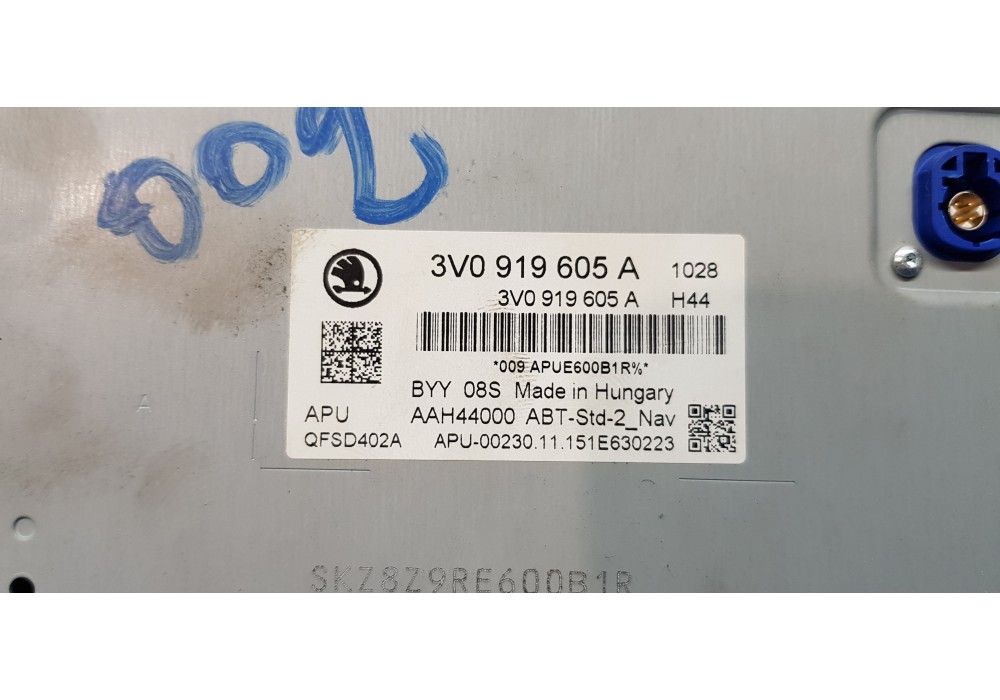 002
3V0 919 605 A 1028
3V0 919 605 A H44
*009 APUE600B1R%*
BYY 08S Made in Hungary
APU AAH44000 ABT-Std-2_Nav
QFSD402A APU-00230.11.151E630223
A
SKZ8Z9RE600B1R